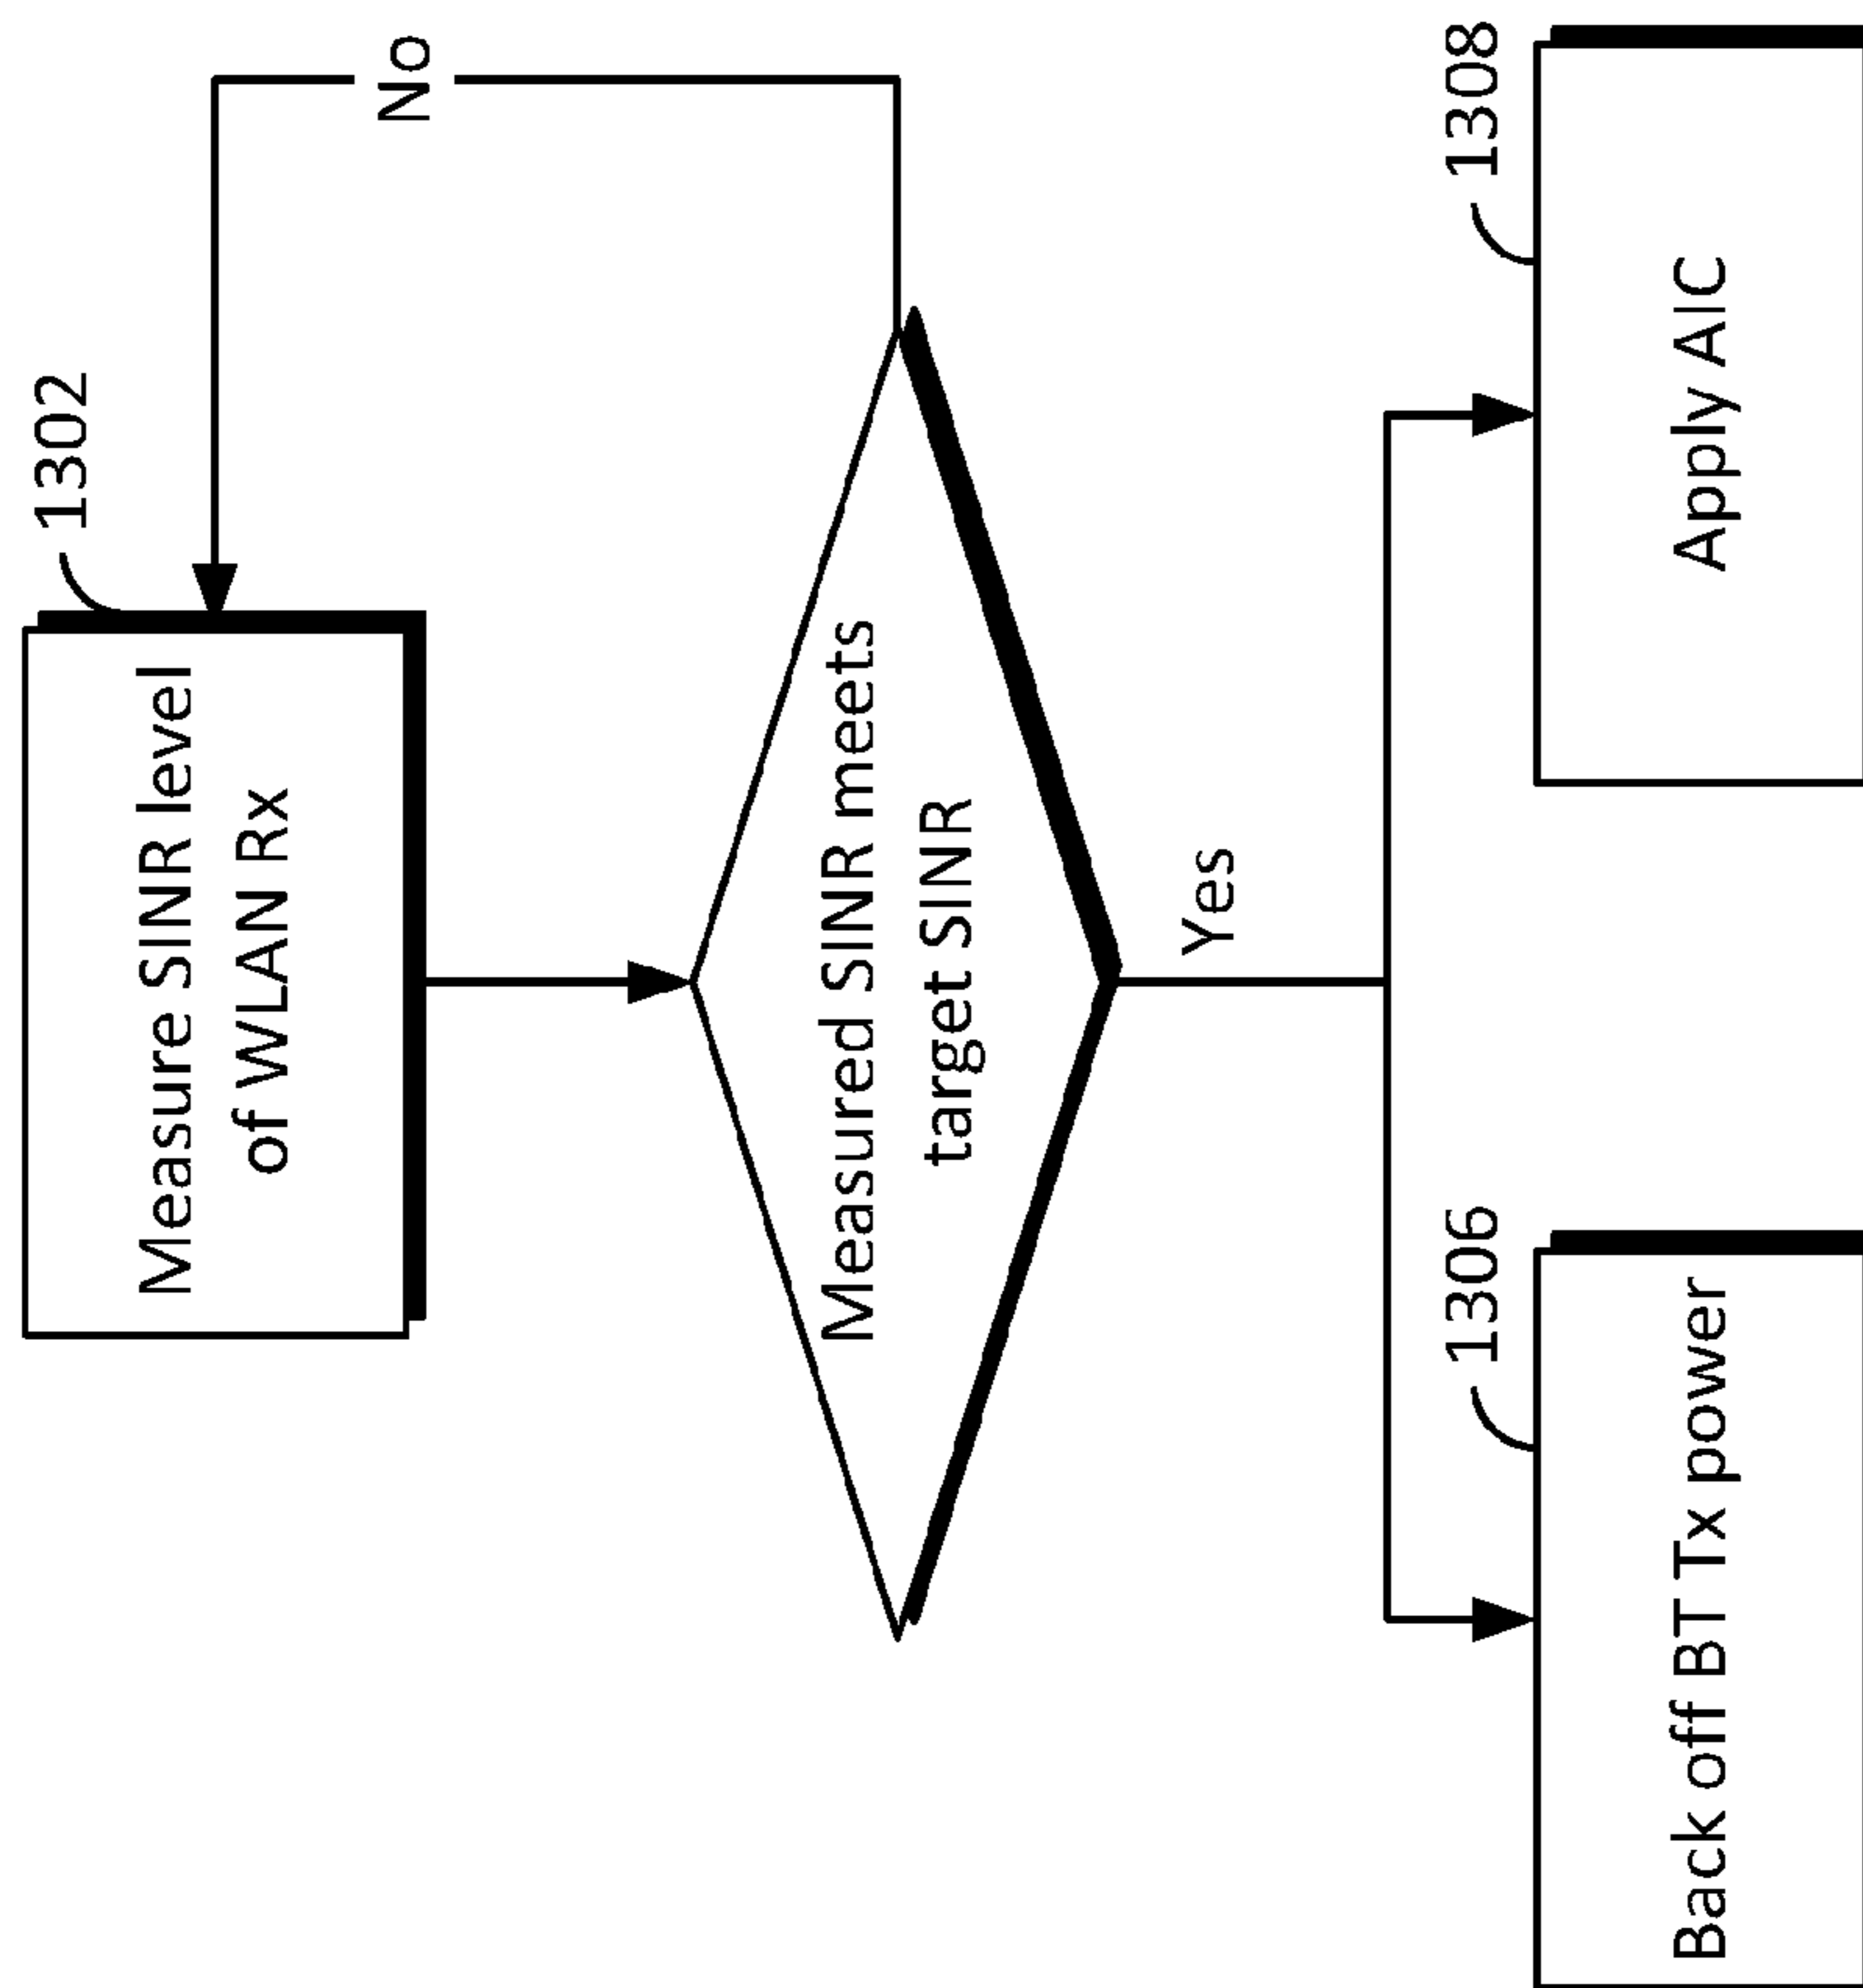 1302
Measure SINR level
of WLAN Rx
No
Measured SINR meets
target SINR
Yes
1306
Back off BT Tx power
1308
Apply AIC